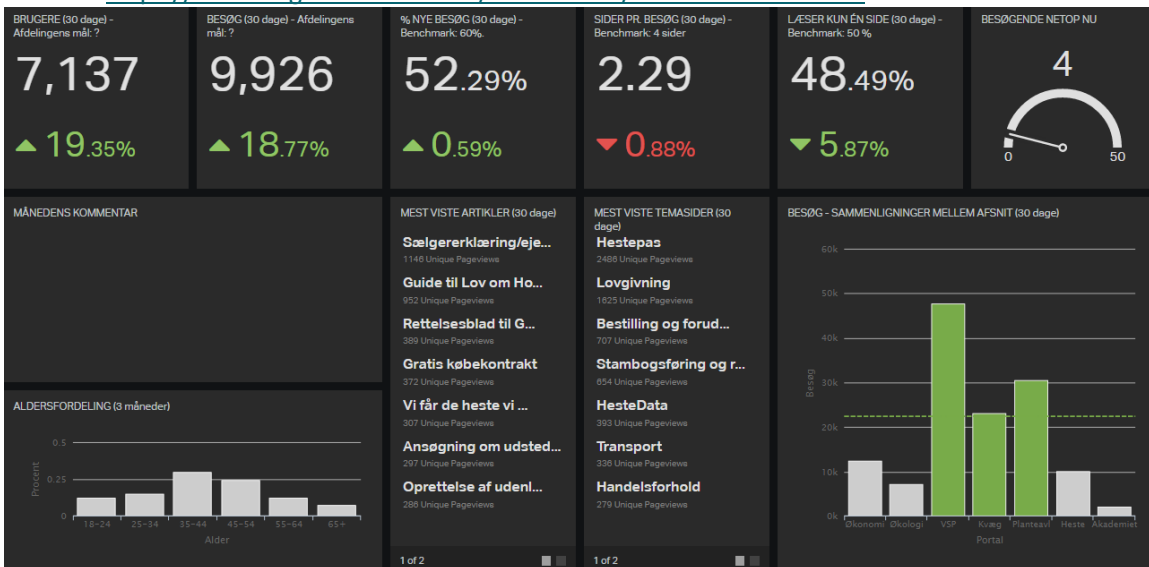 BRUGERE (30 dage) -
Afdelingens mål: ?
7,137
19.35%
BESØG (30 dage) - Afdelingens
mål: ?
9,926
18.77%
% NYE BESØG (30 dage) -
Benchmark: 60%.
52.29%
0.59%
SIDER PR. BESØG (30 dage) -
Benchmark: 4 sider
2.29
0.88%
LÆSER KUN ÉN SIDE (30 dage) -
Benchmark: 50 %
48.49%
5.87%
BESØGENDE NETOP NU
4
0
50
MÅNEDENS KOMMENTAR
ALDERSFORDELING (3 måneder)
0.5
0.25
0
Procent
18-24 25-34 35-44 45-54 55-64 65+
Alder
MEST VISTE ARTIKLER (30 dage)
Sælgererklæring/eje...
1146 Unique Pageviews
Guide til Lov om Ho...
952 Unique Pageviews
Rettelsesblad til G...
389 Unique Pageviews
Gratis købekontrakt
372 Unique Pageviews
Vi får de heste vi ...
307 Unique Pageviews
Ansøgning om udsted...
297 Unique Pageviews
Oprettelse af udenl...
286 Unique Pageviews
1 of 2
MEST VISTE TEMASIDER (30
dage)
Hestepas
2486 Unique Pageviews
Lovgivning
1625 Unique Pageviews
Bestilling og forud...
707 Unique Pageviews
Stambogsføring og r...
654 Unique Pageviews
HesteData
393 Unique Pageviews
Transport
336 Unique Pageviews
Handelsforhold
279 Unique Pageviews
1 of 2
BESØG - SAMMENLIGNINGER MELLEM AFSNIT (30 dage)
60k
50k
40k
30k
20k
10k
0k
Besøg
Økonomi Økologi VSP Kvæg Planteavl Heste Akademiet
Portal